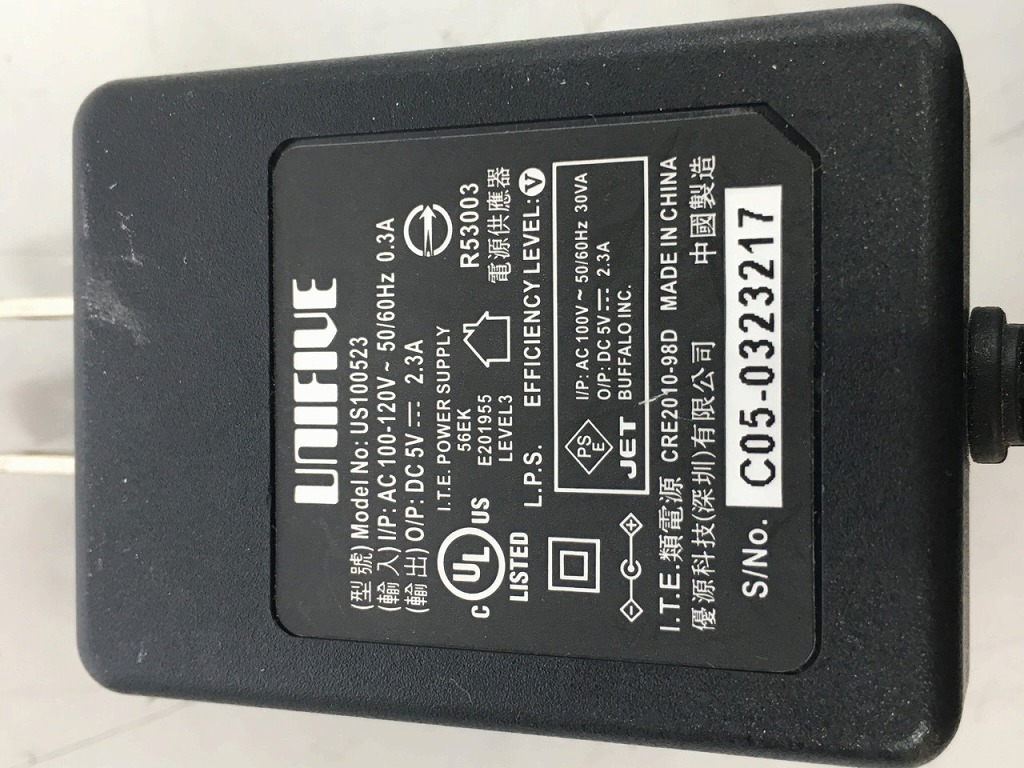 UNIFIVE
(型號) Model No: US100523
(輸入) I/P: AC 100-120V ~ 50/60Hz 0.3A
(輸出) O/P: DC 5V ⎓ 2.3A
I.T.E. POWER SUPPLY
C UL US
LISTED
56EK
E201955
LEVEL3
R53003
電源供應器
L.P.S. EFFICIENCY LEVEL: V
PSE
JET
I/P: AC 100V ~ 50/60Hz 30VA
O/P: DC 5V ⎓ 2.3A
BUFFALO INC.
I.T.E.類電源 CRE2010-98D MADE IN CHINA
優源科技(深圳)有限公司 中國製造
S/No. C05-0323217